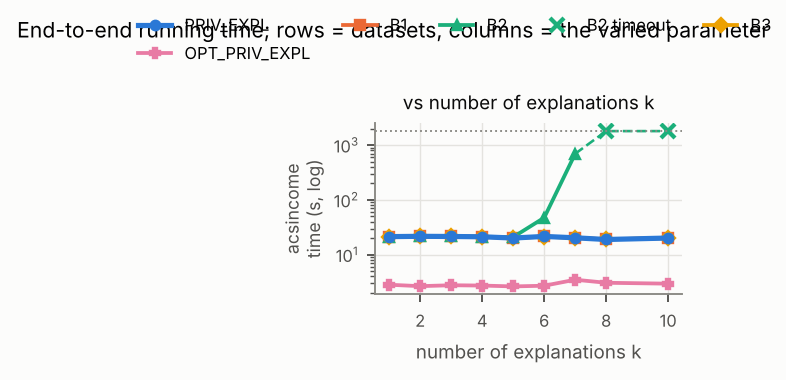 PRIV_EXPL B1 B2 B2 timeout B3
End-to-end running time; rows = datasets, columns = the varied parameter
OPT_PRIV_EXPL
vs number of explanations k
acsincome
time (s, log)
10³
10²
10¹
2 4 6 8 10
number of explanations k